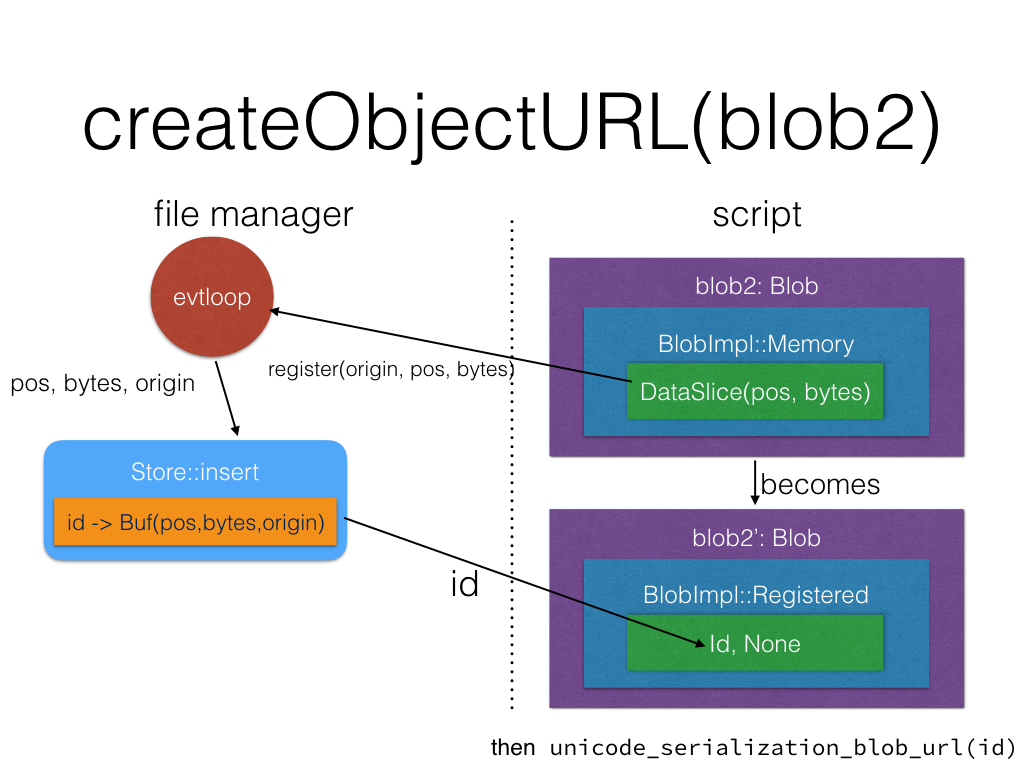 createObjectURL(blob2)
file manager
script
evtloop
blob2: Blob
BlobImpl::Memory
DataSlice(pos, bytes)
register(origin, pos, bytes)
pos, bytes, origin
Store::insert
id -> Buf(pos,bytes,origin)
becomes
id
blob2’: Blob
BlobImpl::Registered
Id, None
then unicode_serialization_blob_url(id)